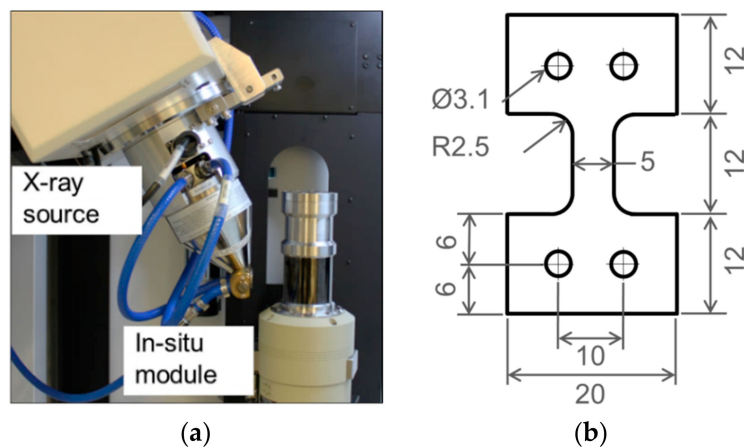 X-ray
source
In-situ
module
Ø3.1
R2.5
5
12
12
12
6
6
10
20
(a)
(b)